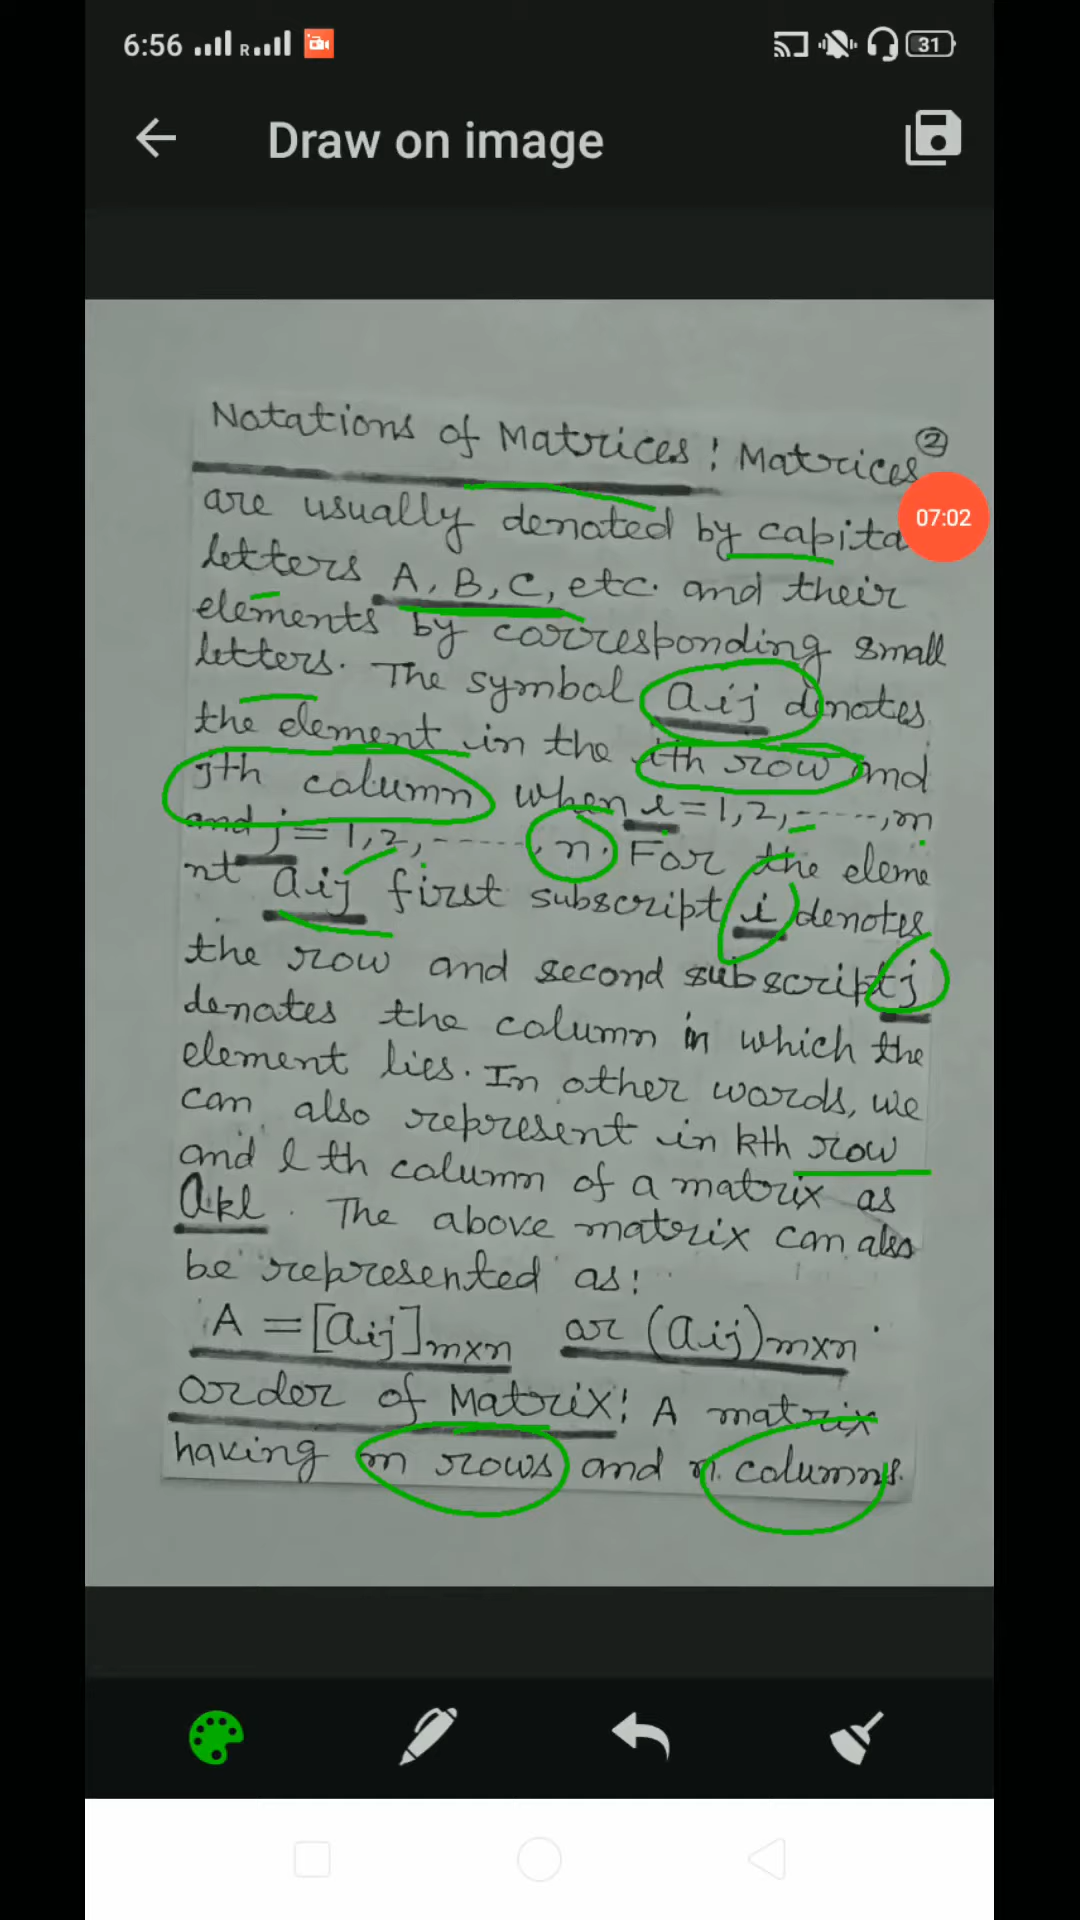 6:56 R 31
Draw on image
Notations of Matrices: Matrices ②
07:02
are usually denoted by capita
letters A, B, C, etc. and their
elements by corresponding small
letters. The symbol aij denotes
the element in the ith row and
jth column when i=1,2,-----,m
and j=1,2,-----,n. For the eleme
nt aij first subscript i denotes
the row and second subscript j
denotes the column in which the
element lies. In other words, we
can also represent in kth row
and lth column of a matrix as
akl. The above matrix can also
be represented as:
A = [aij]mxn or (aij)mxn.
order of Matrix: A matrix
having m rows and n columns.